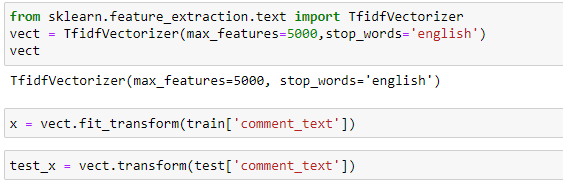 from sklearn.feature_extraction.text import TfidfVectorizer
vect = TfidfVectorizer(max_features=5000,stop_words='english')
vect
TfidfVectorizer(max_features=5000, stop_words='english')
x = vect.fit_transform(train['comment_text'])
test_x = vect.transform(test['comment_text'])